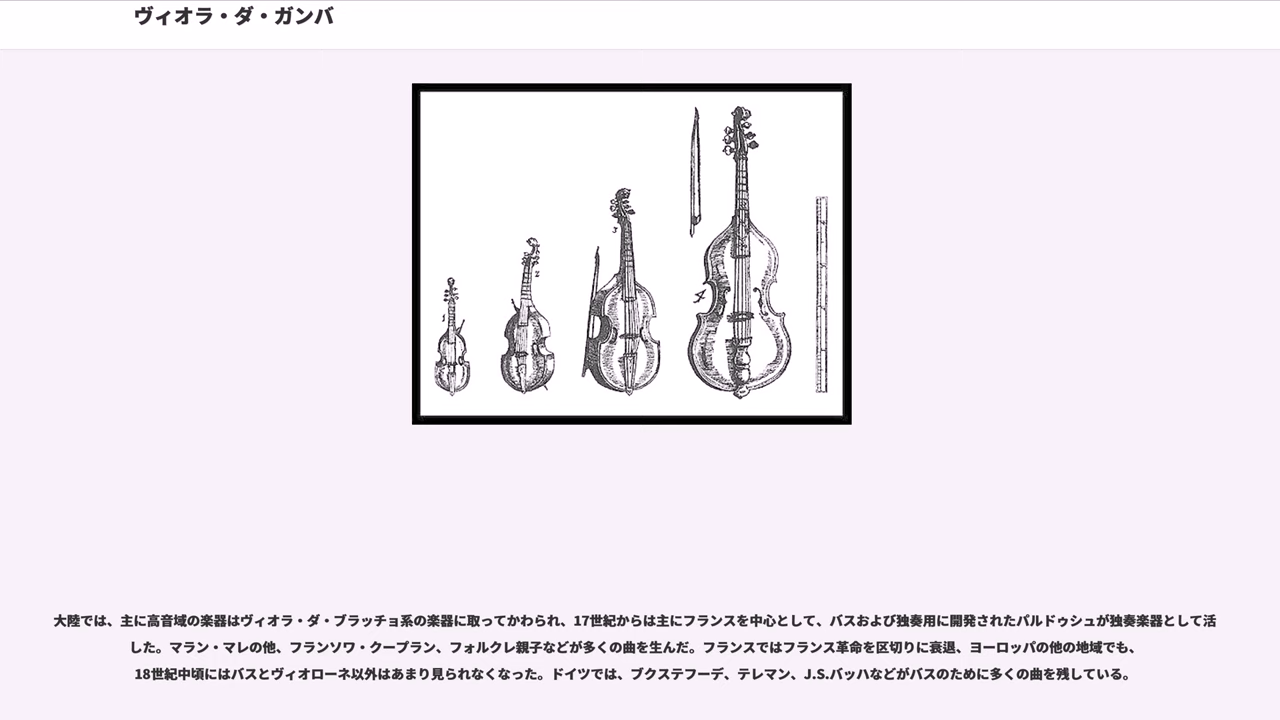 ヴィオラ・ダ・ガンバ
1
2
3
4
大陸では、主に高音域の楽器はヴィオラ・ダ・ブラッチョ系の楽器に取ってかわられ、17世紀からは主にフランスを中心として、バスおよび独奏用に開発されたパルドゥシュが独奏楽器として活
した。マラン・マレの他、フランソワ・クープラン、フォルクレ親子などが多くの曲を生んだ。フランスではフランス革命を区切りに衰退、ヨーロッパの他の地域でも、
18世紀中頃にはバスとヴィオローネ以外はあまり見られなくなった。ドイツでは、ブクステフーデ、テレマン、J.S.バッハなどがバスのために多くの曲を残している。